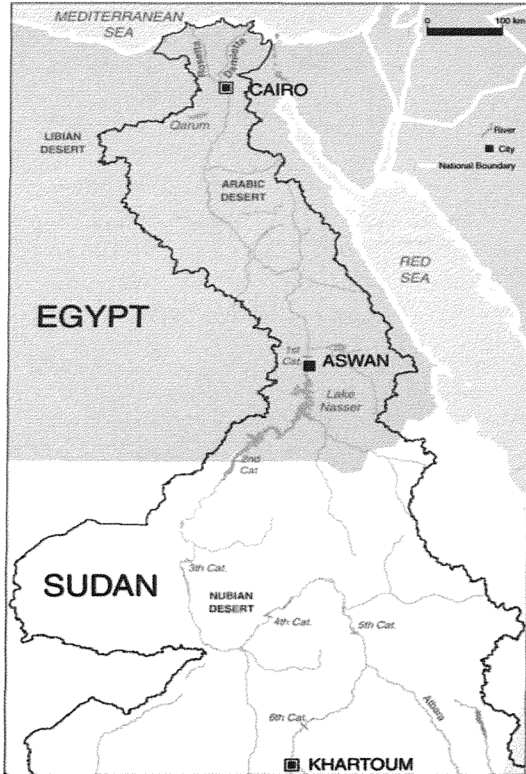 MEDITERRANEAN
SEA
0 100 km
Rosetta
Damietta
CAIRO
River
Qarum
City
LIBIAN
DESERT
National Boundary
ARABIC
DESERT
RED
SEA
EGYPT
1st
Cat.
ASWAN
Lake
Nasser
2nd
Cat
3th Cat.
SUDAN
NUBIAN
DESERT
4th Cat.
5th Cat.
Atbara
6th Cat.
KHARTOUM